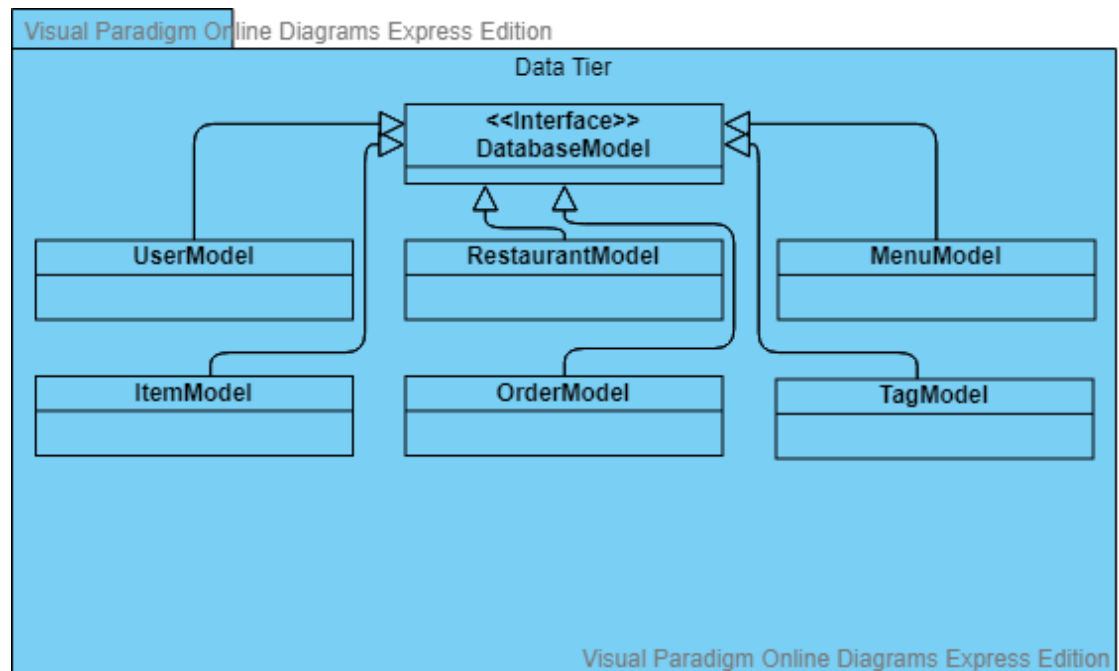 Visual Paradigm Online Diagrams Express Edition
Data Tier
<<Interface>>
DatabaseModel
UserModel
RestaurantModel
MenuModel
ItemModel
OrderModel
TagModel
Visual Paradigm Online Diagrams Express Edition